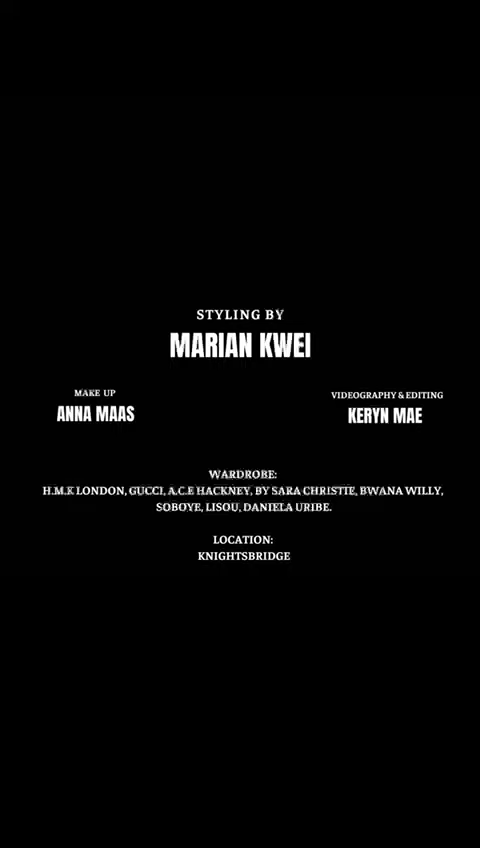 STYLING BY
MARIAN KWEI
MAKE UP
ANNA MAAS
VIDEOGRAPHY & EDITING
KERYN MAE
WARDROBE:
H.M.K LONDON, GUCCI, A.C.E HACKNEY, BY SARA CHRISTIE, BWANA WILLY,
SOBOYE, LISOU, DANIELA URIBE.
LOCATION:
KNIGHTSBRIDGE